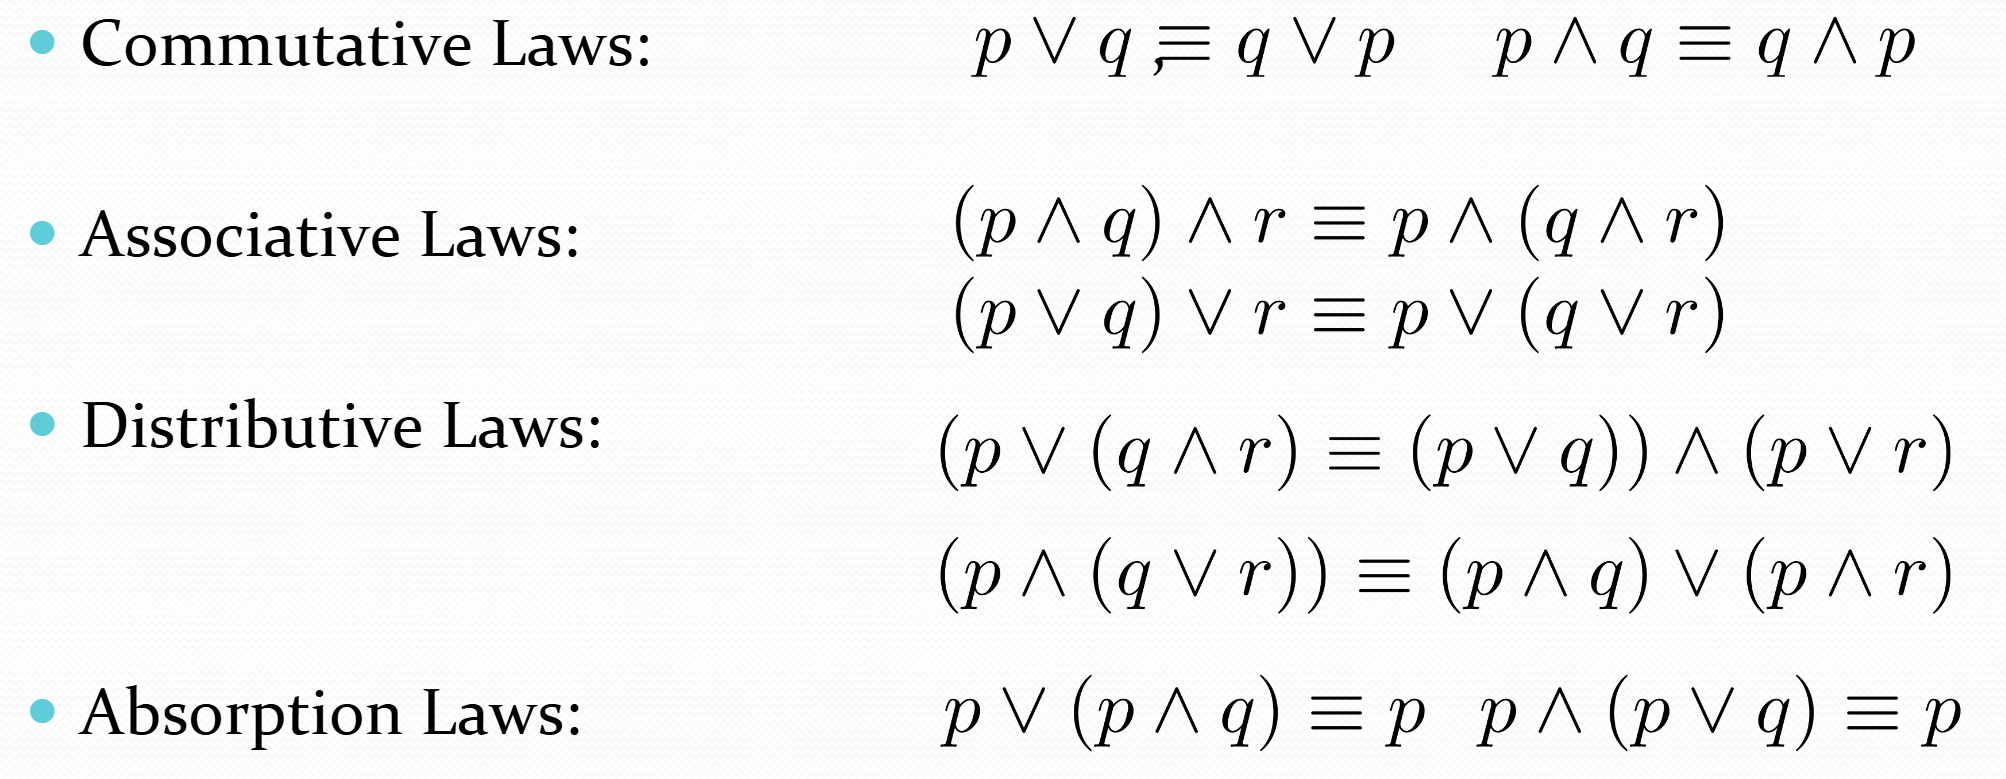 • Commutative Laws: p ∨ q ,≡ q ∨ p p ∧ q ≡ q ∧ p
• Associative Laws: (p ∧ q) ∧ r ≡ p ∧ (q ∧ r)
(p ∨ q) ∨ r ≡ p ∨ (q ∨ r)
• Distributive Laws: (p ∨ (q ∧ r) ≡ (p ∨ q)) ∧ (p ∨ r)
(p ∧ (q ∨ r)) ≡ (p ∧ q) ∨ (p ∧ r)
• Absorption Laws: p ∨ (p ∧ q) ≡ p p ∧ (p ∨ q) ≡ p